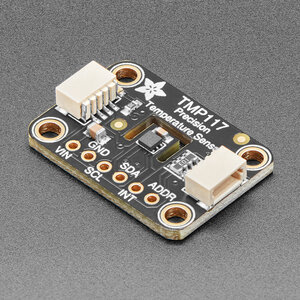 TMP117
Precision
Temperature Sensor
VIN
GND
SCL
SDA
INT
ADDR